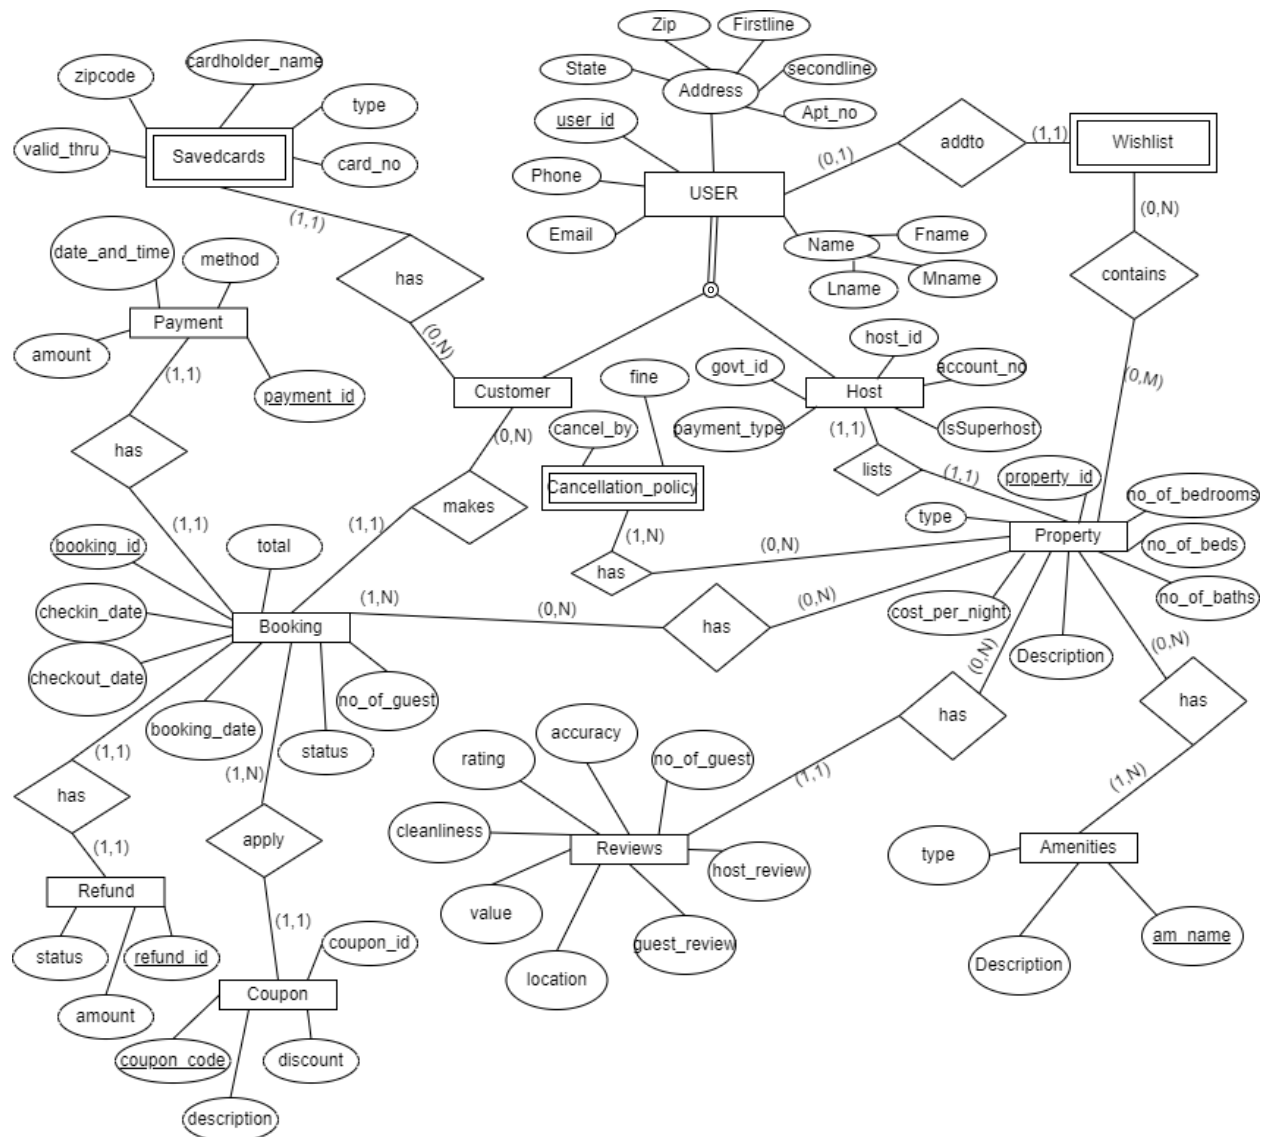 Zip
Firstline
State
Address
secondline
Apt_no
user_id
Phone
USER
Email
Name
Fname
Mname
Lname
(0,1)
addto
(1,1)
Wishlist
(0,N)
contains
(0,M)
zipcode
cardholder_name
type
valid_thru
Savedcards
card_no
(1,1)
has
(0,N)
date_and_time
method
Payment
amount
payment_id
(1,1)
has
(1,1)
Customer
(0,N)
makes
(1,1)
fine
cancel_by
Cancellation_policy
(1,N)
has
(0,N)
govt_id
host_id
account_no
Host
payment_type
IsSuperhost
(1,1)
lists
(1,1)
property_id
no_of_bedrooms
type
Property
no_of_beds
no_of_baths
cost_per_night
Description
booking_id
total
checkin_date
Booking
checkout_date
booking_date
status
no_of_guest
(1,N)
(0,N)
has
(0,N)
(1,1)
has
(1,1)
Refund
status
refund_id
amount
(1,N)
apply
(1,1)
coupon_id
Coupon
coupon_code
discount
description
(0,N)
has
(1,1)
rating
accuracy
no_of_guest
cleanliness
Reviews
host_review
value
guest_review
location
(0,N)
has
(1,N)
type
Amenities
Description
am_name